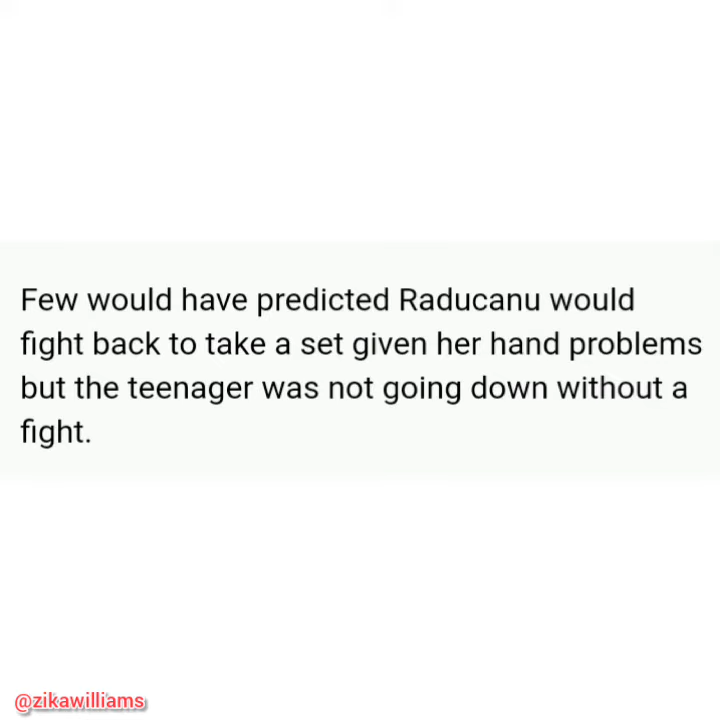 Few would have predicted Raducanu would
fight back to take a set given her hand problems
but the teenager was not going down without a
fight.
@zikawilliams